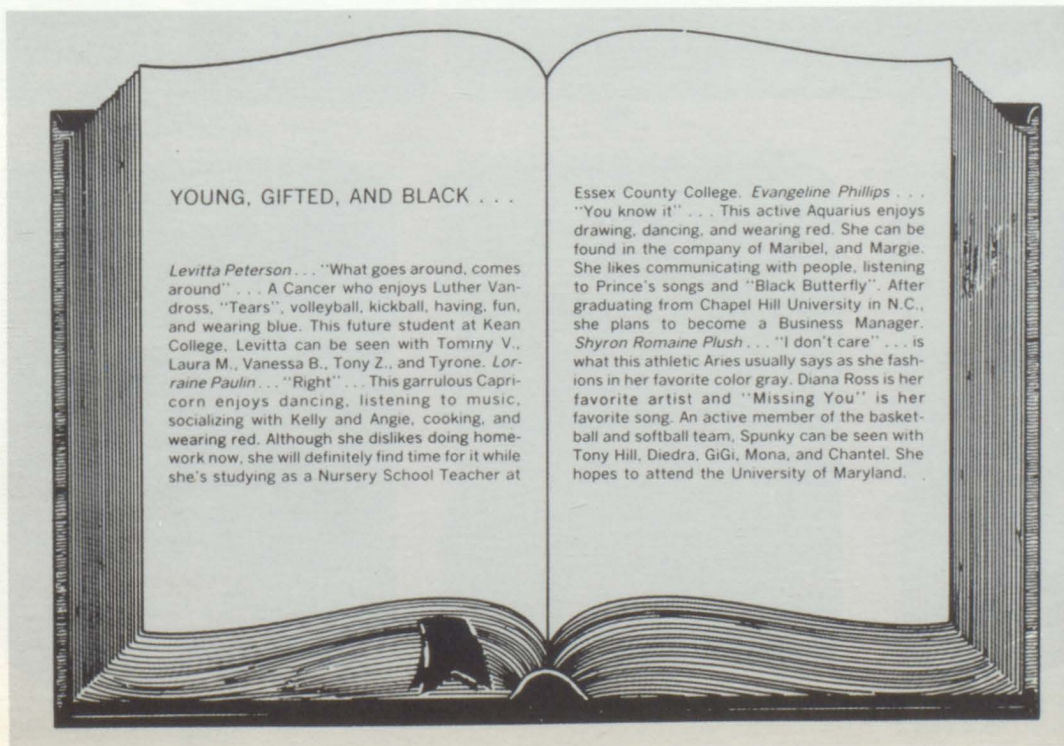 YOUNG, GIFTED, AND BLACK . . .
Levitta Peterson . . . "What goes around, comes
around" . . . A Cancer who enjoys Luther Van-
dross, "Tears", volleyball, kickball, having, fun,
and wearing blue. This future student at Kean
College, Levitta can be seen with Tommy V.,
Laura M., Vanessa B., Tony Z., and Tyrone. Lor-
raine Paulin . . . "Right" . . . This garrulous Capri-
corn enjoys dancing, listening to music,
socializing with Kelly and Angie, cooking, and
wearing red. Although she dislikes doing home-
work now, she will definitely find time for it while
she's studying as a Nursery School Teacher at
Essex County College. Evangeline Phillips . . .
"You know it" . . . This active Aquarius enjoys
drawing, dancing, and wearing red. She can be
found in the company of Maribel, and Margie.
She likes communicating with people, listening
to Prince's songs and "Black Butterfly". After
graduating from Chapel Hill University in N.C.,
she plans to become a Business Manager.
Shyron Romaine Plush . . . "I don't care" . . . is
what this athletic Aries usually says as she fash-
ions in her favorite color gray. Diana Ross is her
favorite artist and "Missing You" is her
favorite song. An active member of the basket-
ball and softball team, Spunky can be seen with
Tony Hill, Diedra, GiGi, Mona, and Chantel. She
hopes to attend the University of Maryland.